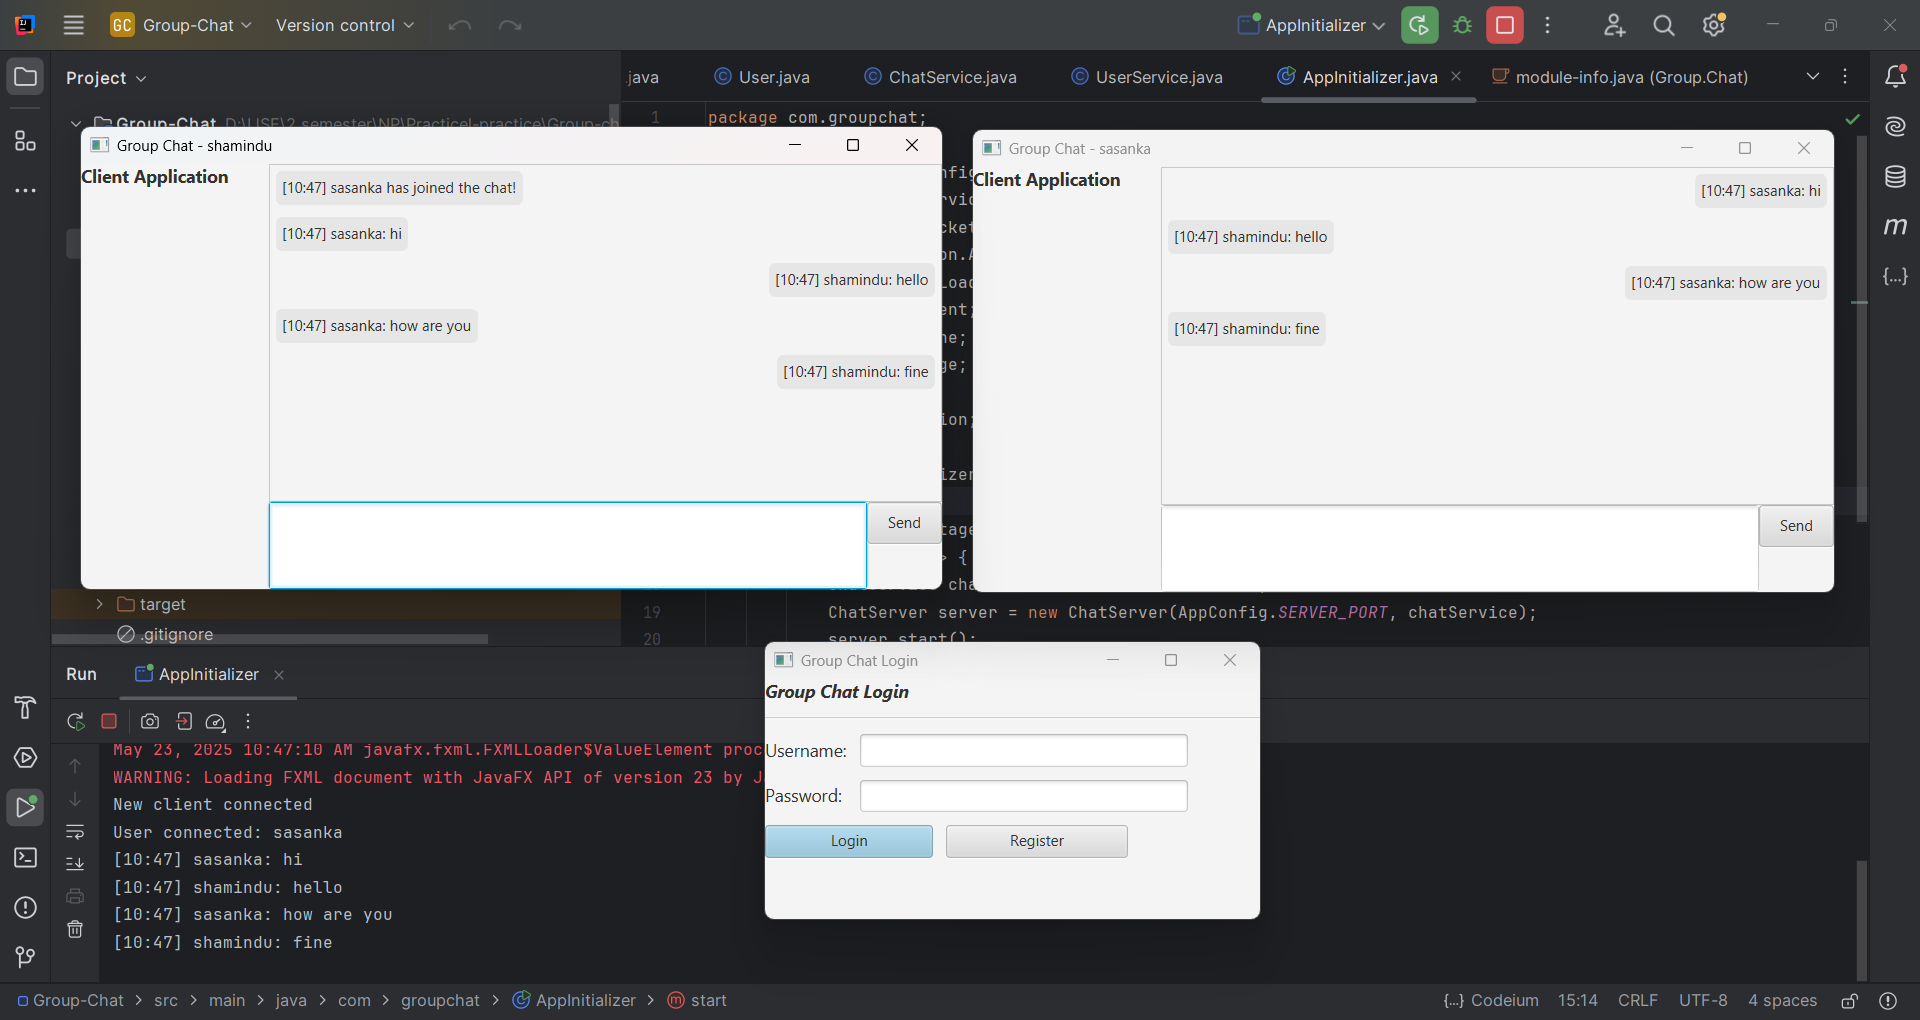 GC Group-Chat Version control AppInitializer
Project
.java User.java ChatService.java UserService.java AppInitializer.java module-info.java (Group.Chat)
Group-Chat D:\USE\2 semester\NP\Practicel-practice\Group-ch
1 package com.groupchat;
Group Chat - shamindu
Client Application
[10:47] sasanka has joined the chat!
[10:47] sasanka: hi
[10:47] shamindu: hello
[10:47] sasanka: how are you
[10:47] shamindu: fine
Send
Group Chat - sasanka
Client Application
[10:47] sasanka: hi
[10:47] shamindu: hello
[10:47] sasanka: how are you
[10:47] shamindu: fine
Send
target
.gitignore
19 ChatServer server = new ChatServer(AppConfig.SERVER_PORT, chatService);
20 server.start();
Run AppInitializer
May 23, 2025 10:47:10 AM javafx.fxml.FXMLLoader$ValueElement proc
WARNING: Loading FXML document with JavaFX API of version 23 by J
New client connected
User connected: sasanka
[10:47] sasanka: hi
[10:47] shamindu: hello
[10:47] sasanka: how are you
[10:47] shamindu: fine
Group Chat Login
Group Chat Login
Username:
Password:
Login Register
Group-Chat > src > main > java > com > groupchat > AppInitializer > start
{...} Codeium 15:14 CRLF UTF-8 4 spaces